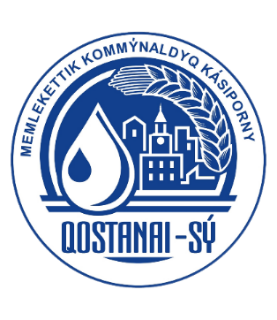 MEMLEKETTIK KOMMÝNALDYQ KÁSIPORNY
QOSTANAI-SÝ